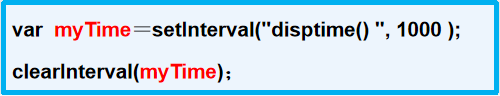 var myTime＝setInterval("disptime() ", 1000 );
clearInterval(myTime)；